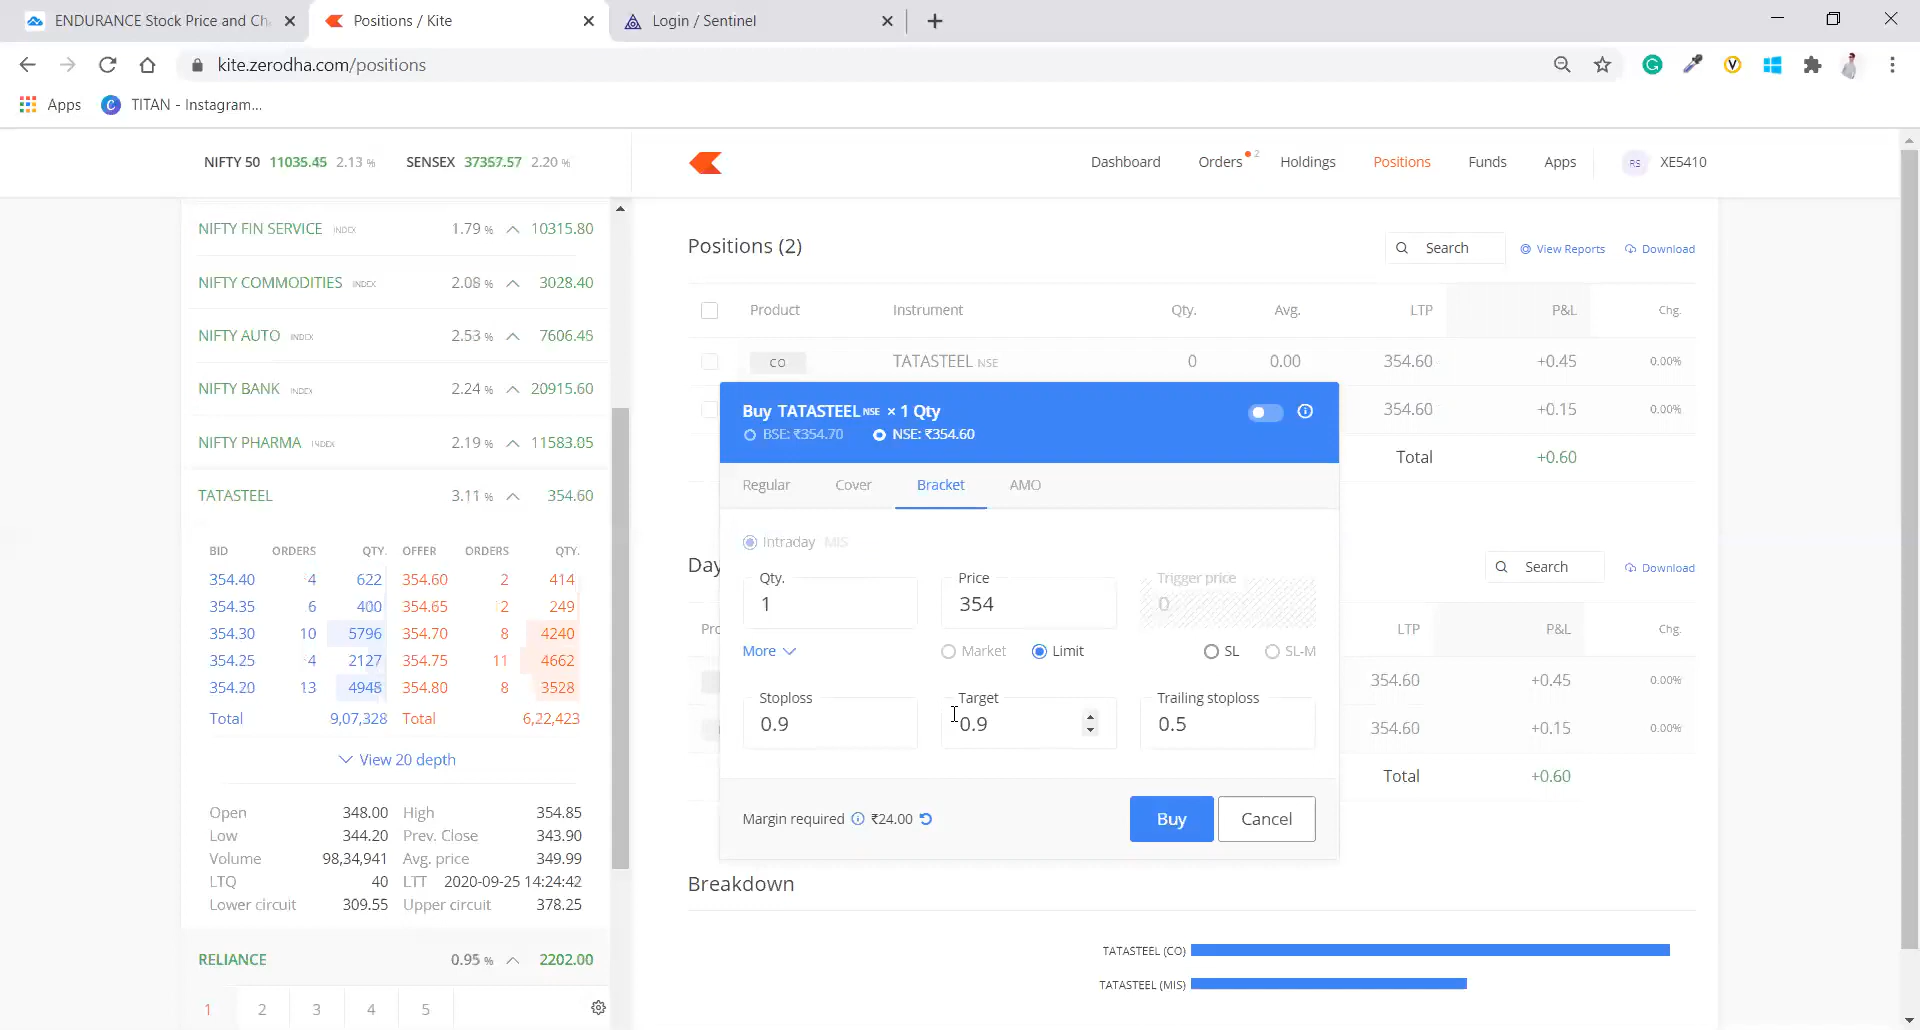 ENDURANCE Stock Price and Ch
Positions / Kite
Login / Sentinel
kite.zerodha.com/positions
Apps
TITAN - Instagram...
NIFTY 50 11035.45 2.13 %
SENSEX 37357.57 2.20 %
Dashboard
Orders 2
Holdings
Positions
Funds
Apps
RS XE5410
NIFTY FIN SERVICE INDEX 1.79 % 10315.80
NIFTY COMMODITIES INDEX 2.08 % 3028.40
NIFTY AUTO INDEX 2.53 % 7606.45
NIFTY BANK INDEX 2.24 % 20915.60
NIFTY PHARMA INDEX 2.19 % 11583.05
TATASTEEL 3.11 % 354.60
BID ORDERS QTY. OFFER ORDERS QTY.
354.40 4 622 354.60 2 414
354.35 6 400 354.65 2 249
354.30 10 5796 354.70 8 4240
354.25 4 2127 354.75 11 4662
354.20 13 4948 354.80 8 3528
Total 9,07,328 Total 6,22,423
View 20 depth
Open 348.00 High 354.85
Low 344.20 Prev. Close 343.90
Volume 98,34,941 Avg. price 349.99
LTQ 40 LTT 2020-09-25 14:24:42
Lower circuit 309.55 Upper circuit 378.25
RELIANCE 0.95 % 2202.00
1 2 3 4 5
Positions (2)
Search
View Reports
Download
Product Instrument Qty. Avg. LTP P&L Chg.
CO TATASTEEL NSE 0 0.00 354.60 +0.45 0.00%
354.60 +0.15 0.00%
Total +0.60
Buy TATASTEEL NSE × 1 Qty
BSE: ₹354.70 NSE: ₹354.60
Regular Cover Bracket AMO
Intraday MIS
Qty. Price Trigger price
1 354 0
More Market Limit SL SL-M
Stoploss Target Trailing stoploss
0.9 0.9 0.5
Margin required ₹24.00
Buy Cancel
Day
Search
Download
Pro LTP P&L Chg.
354.60 +0.45 0.00%
354.60 +0.15 0.00%
Total +0.60
Breakdown
TATASTEEL (CO)
TATASTEEL (MIS)